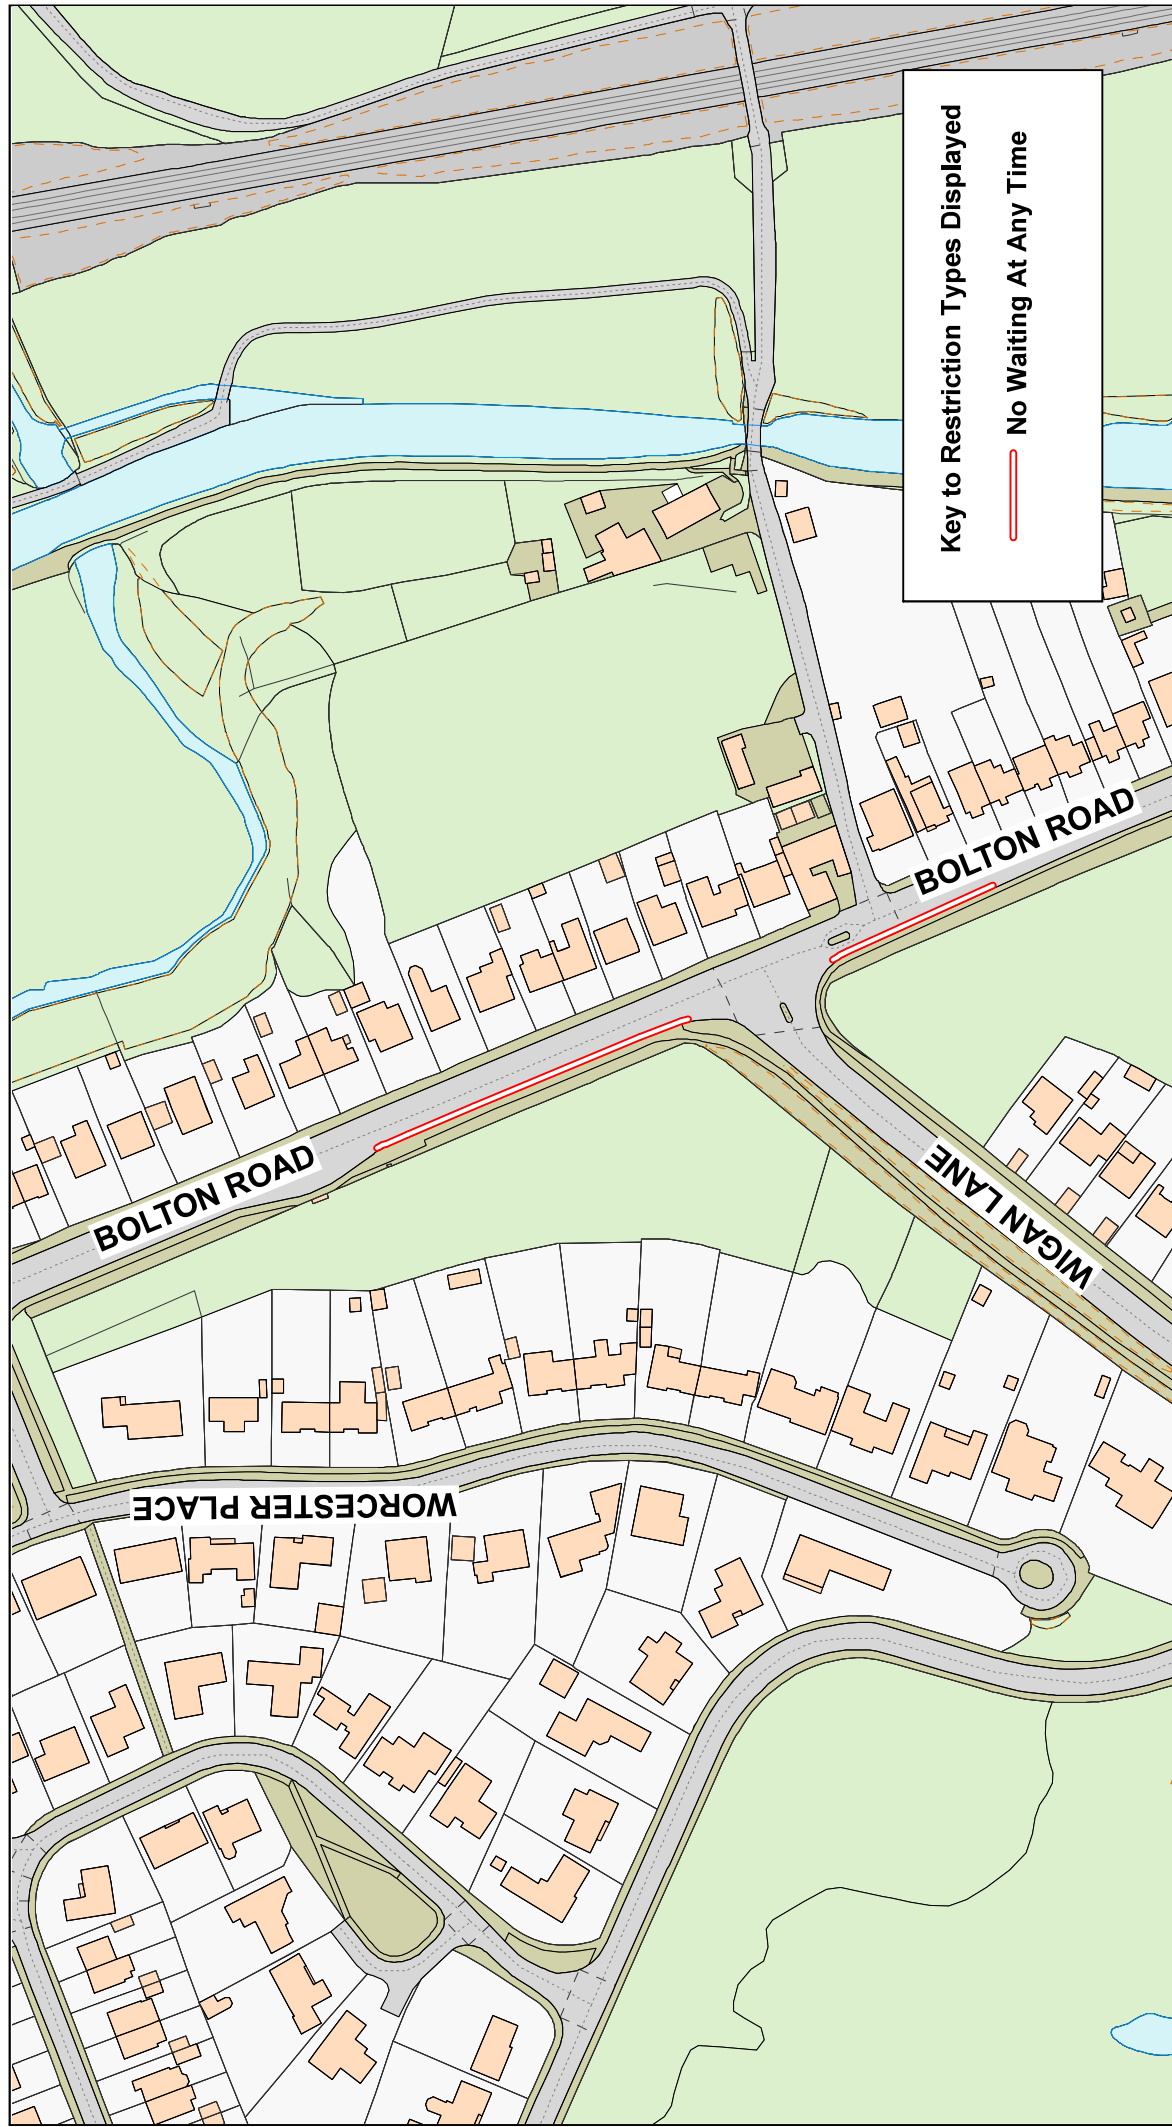 Key to Restriction Types Displayed
No Waiting At Any Time
BOLTON ROAD
BOLTON ROAD
WIGAN LANE
WORCESTER PLACE